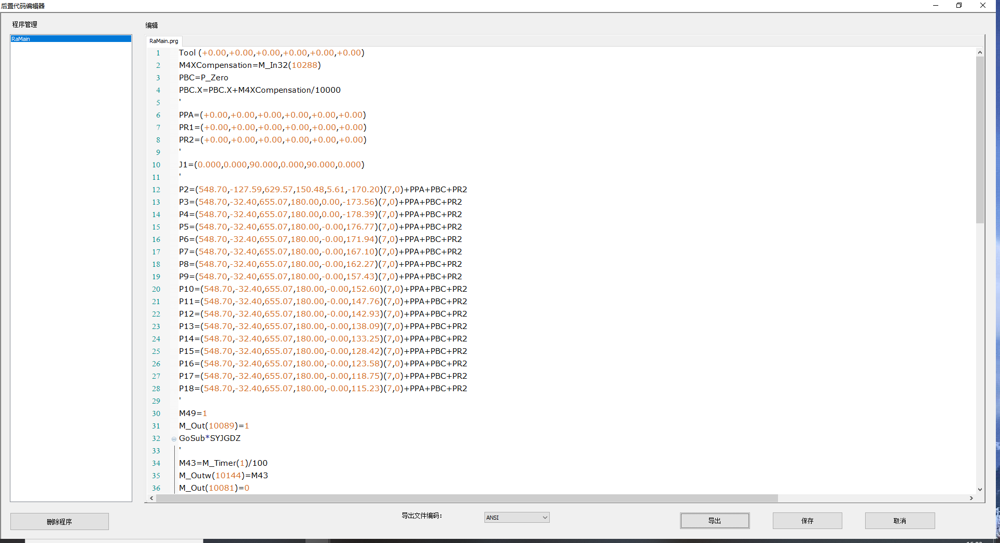 后置代码编辑器
程序管理
RaMain
编辑
RaMain.prg
1 Tool (+0.00,+0.00,+0.00,+0.00,+0.00,+0.00)
2 M4XCompensation=M_In32(10288)
3 PBC=P_Zero
4 PBC.X=PBC.X+M4XCompensation/10000
5 '
6 PPA=(+0.00,+0.00,+0.00,+0.00,+0.00,+0.00)
7 PR1=(+0.00,+0.00,+0.00,+0.00,+0.00,+0.00)
8 PR2=(+0.00,+0.00,+0.00,+0.00,+0.00,+0.00)
9 '
10 J1=(0.000,0.000,90.000,0.000,90.000,0.000)
11 '
12 P2=(548.70,-127.59,629.57,150.48,5.61,-170.20)(7,0)+PPA+PBC+PR2
13 P3=(548.70,-32.40,655.07,180.00,0.00,-173.56)(7,0)+PPA+PBC+PR2
14 P4=(548.70,-32.40,655.07,180.00,0.00,-178.39)(7,0)+PPA+PBC+PR2
15 P5=(548.70,-32.40,655.07,180.00,-0.00,176.77)(7,0)+PPA+PBC+PR2
16 P6=(548.70,-32.40,655.07,180.00,-0.00,171.94)(7,0)+PPA+PBC+PR2
17 P7=(548.70,-32.40,655.07,180.00,-0.00,167.10)(7,0)+PPA+PBC+PR2
18 P8=(548.70,-32.40,655.07,180.00,-0.00,162.27)(7,0)+PPA+PBC+PR2
19 P9=(548.70,-32.40,655.07,180.00,-0.00,157.43)(7,0)+PPA+PBC+PR2
20 P10=(548.70,-32.40,655.07,180.00,-0.00,152.60)(7,0)+PPA+PBC+PR2
21 P11=(548.70,-32.40,655.07,180.00,-0.00,147.76)(7,0)+PPA+PBC+PR2
22 P12=(548.70,-32.40,655.07,180.00,-0.00,142.93)(7,0)+PPA+PBC+PR2
23 P13=(548.70,-32.40,655.07,180.00,-0.00,138.09)(7,0)+PPA+PBC+PR2
24 P14=(548.70,-32.40,655.07,180.00,-0.00,133.25)(7,0)+PPA+PBC+PR2
25 P15=(548.70,-32.40,655.07,180.00,-0.00,128.42)(7,0)+PPA+PBC+PR2
26 P16=(548.70,-32.40,655.07,180.00,-0.00,123.58)(7,0)+PPA+PBC+PR2
27 P17=(548.70,-32.40,655.07,180.00,-0.00,118.75)(7,0)+PPA+PBC+PR2
28 P18=(548.70,-32.40,655.07,180.00,-0.00,115.23)(7,0)+PPA+PBC+PR2
29 '
30 M49=1
31 M_Out(10089)=1
32 GoSub*SYJGDZ
33 '
34 M43=M_Timer(1)/100
35 M_Outw(10144)=M43
36 M_Out(10081)=0
删除程序
导出文件编码：
ANSI
导出
保存
取消